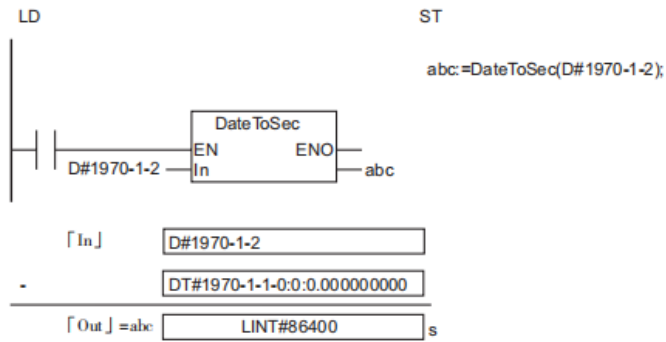 LD
ST
abc:=DateToSec(D#1970-1-2);
DateToSec
EN ENO
D#1970-1-2 In abc
「In」 D#1970-1-2
- DT#1970-1-1-0:0:0.000000000
「Out」=abc LINT#86400 s